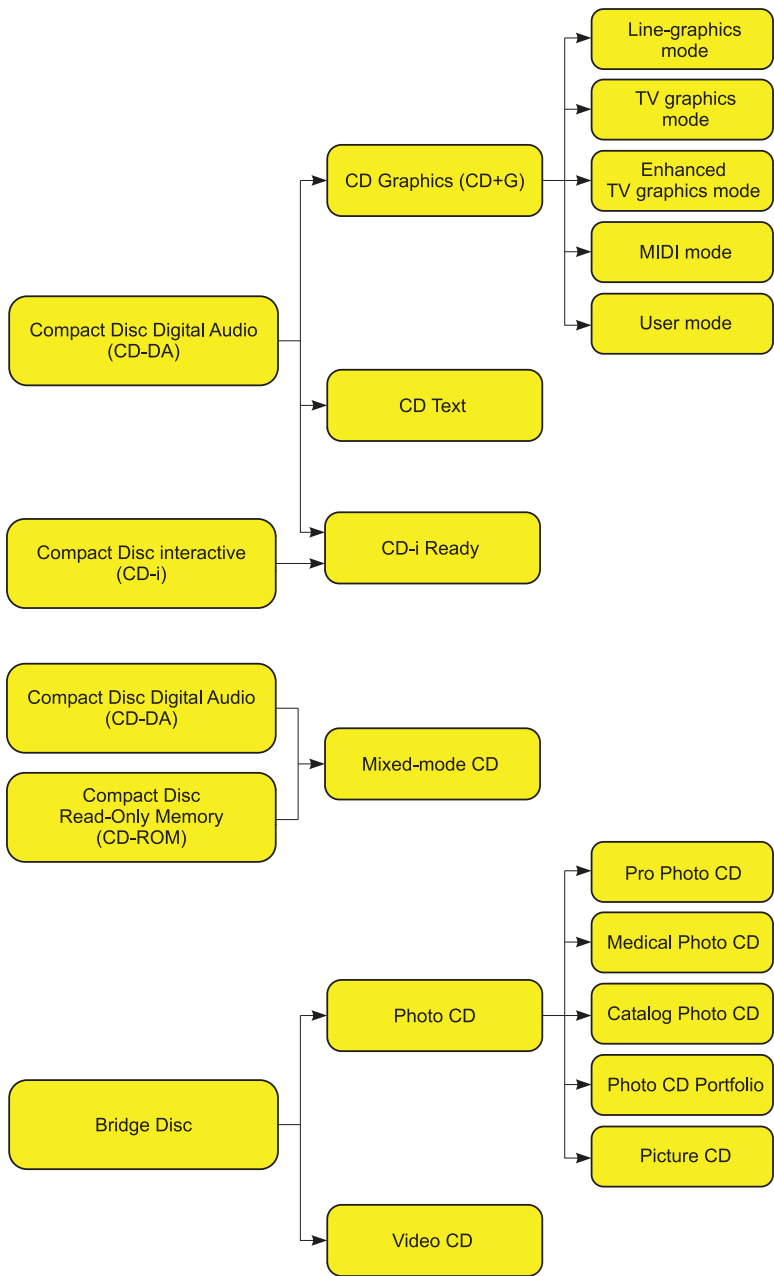 Line-graphics
mode
TV graphics
mode
CD Graphics (CD+G)
Enhanced
TV graphics mode
MIDI mode
User mode
Compact Disc Digital Audio
(CD-DA)
CD Text
Compact Disc interactive
(CD-i)
CD-i Ready
Compact Disc Digital Audio
(CD-DA)
Mixed-mode CD
Compact Disc
Read-Only Memory
(CD-ROM)
Pro Photo CD
Medical Photo CD
Photo CD
Catalog Photo CD
Photo CD Portfolio
Bridge Disc
Picture CD
Video CD